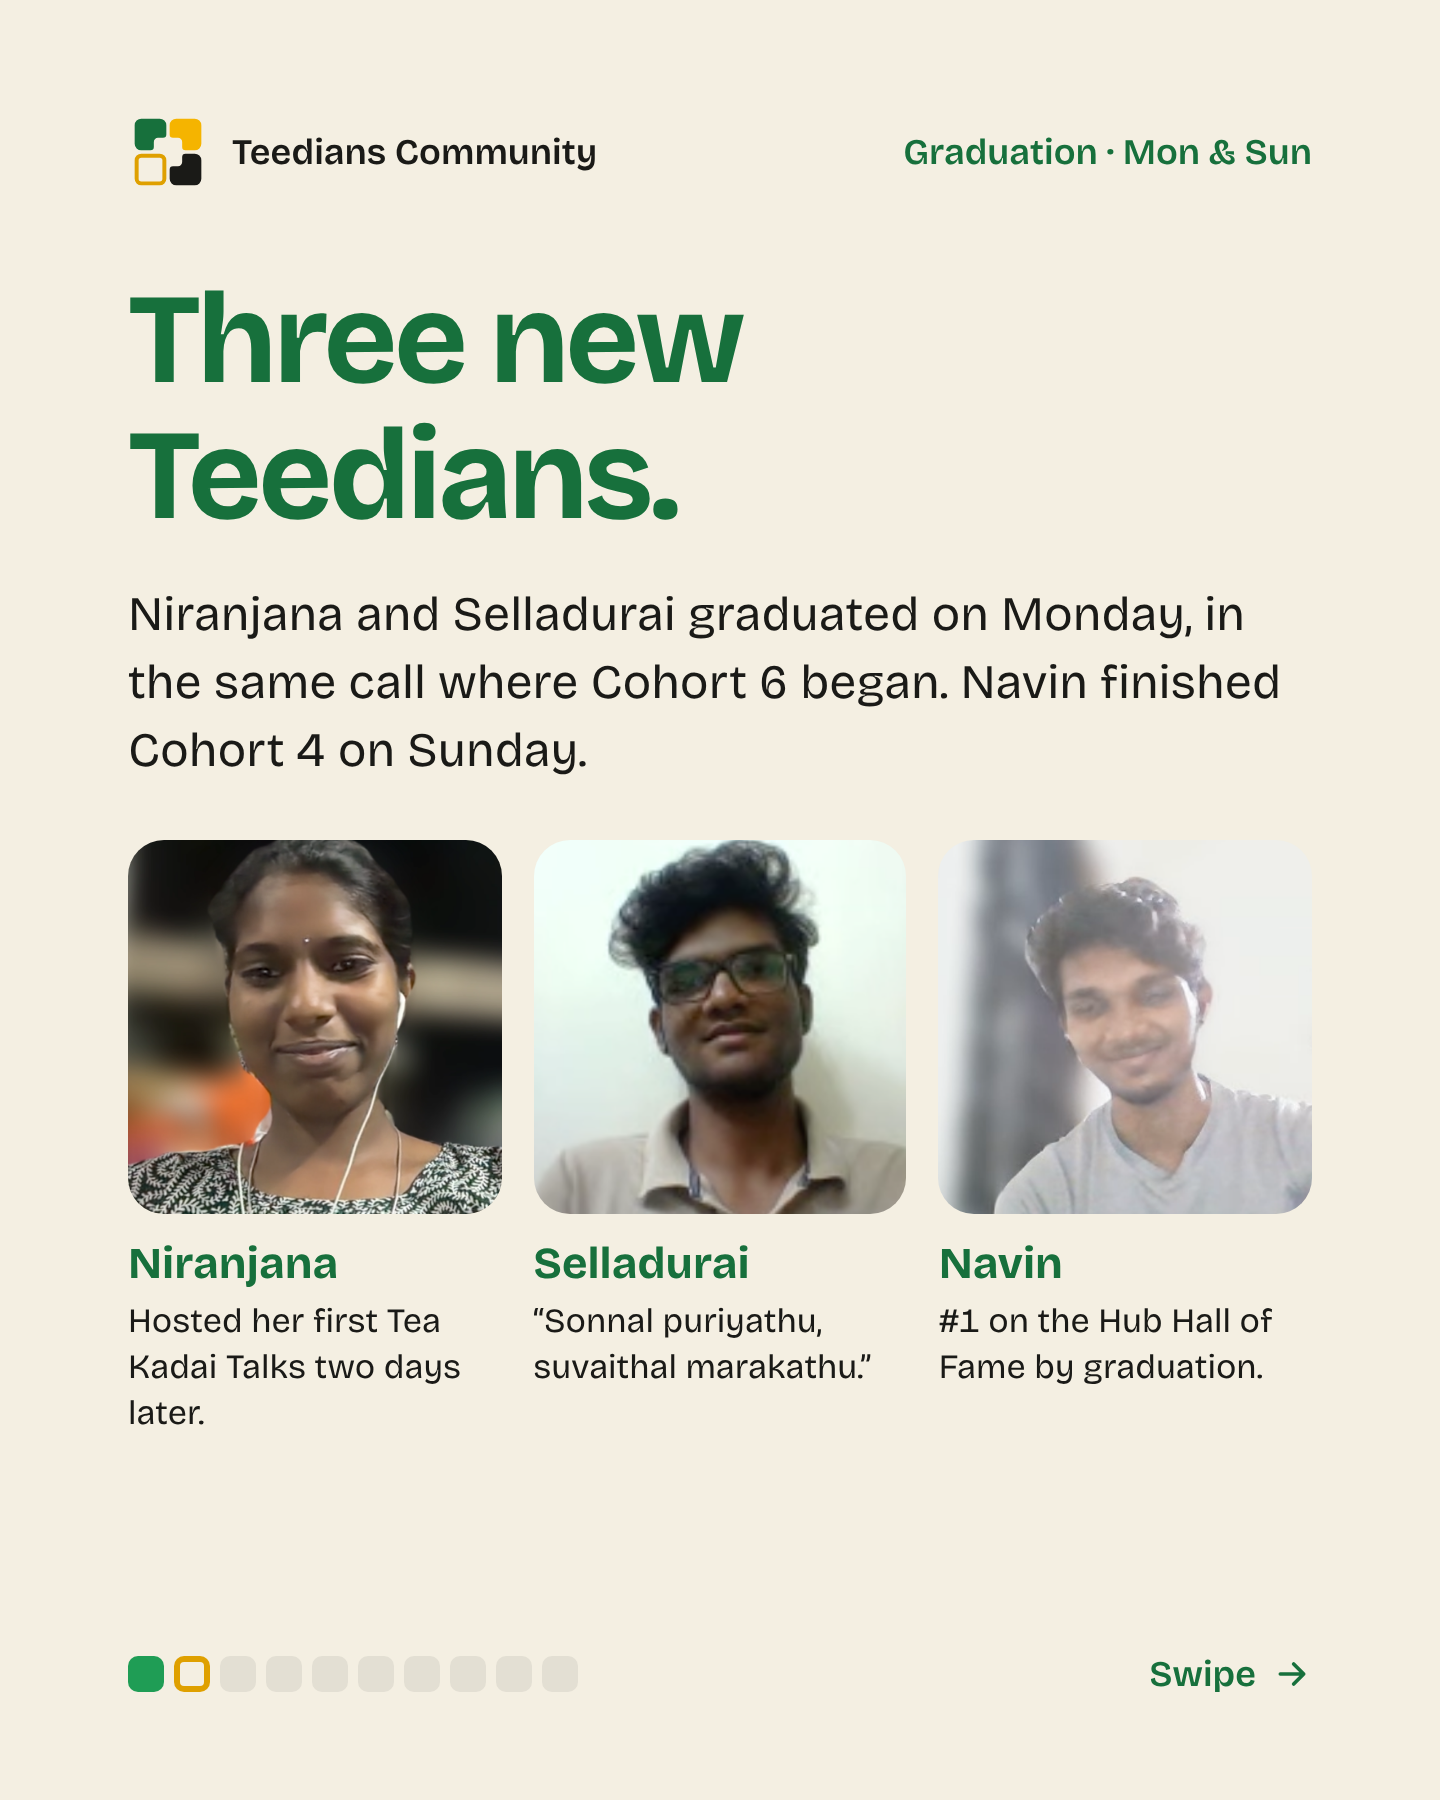 Teedians Community
Graduation · Mon & Sun
Three new
Teedians.
Niranjana and Selladurai graduated on Monday, in
the same call where Cohort 6 began. Navin finished
Cohort 4 on Sunday.
Niranjana
Hosted her first Tea
Kadai Talks two days
later.
Selladurai
“Sonnal puriyathu,
suvaithal marakathu.”
Navin
#1 on the Hub Hall of
Fame by graduation.
Swipe →